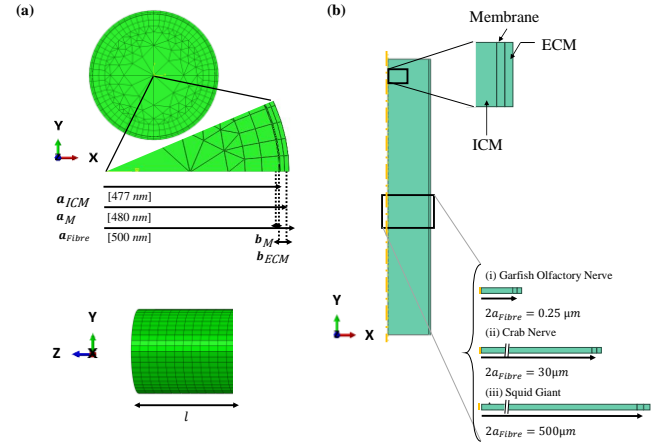 (a)
Y
X
a_ICM [477 nm]
a_M [480 nm]
a_Fibre [500 nm]
b_M
b_ECM
Y
Z X
l
(b)
Membrane
ECM
ICM
Y
X
(i) Garfish Olfactory Nerve
2a_Fibre = 0.25 μm
(ii) Crab Nerve
2a_Fibre = 30μm
(iii) Squid Giant
2a_Fibre = 500μm